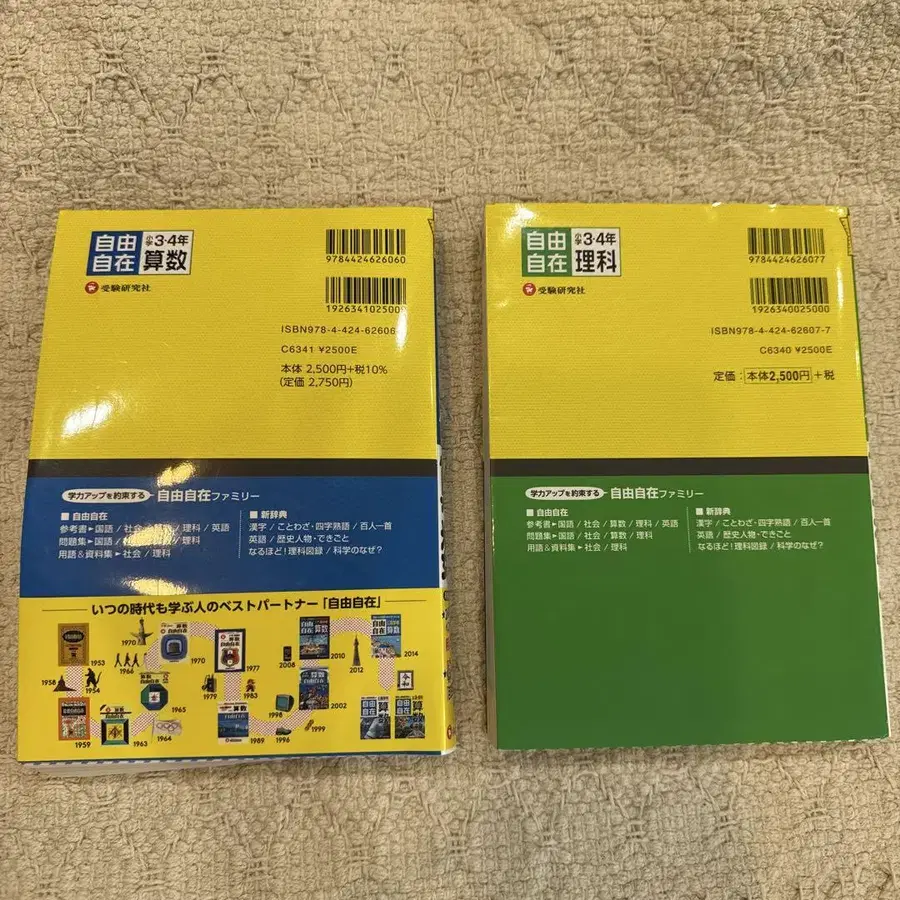 自由自在
小学3・4年
算数
受験研究社
9784424626060
192634102500
ISBN978-4-424-62606
C6341 ¥2500E
本体 2,500円+税10%
(定価 2,750円)
学力アップを約束する 自由自在ファミリー
■ 自由自在
参考書▶国語 / 社会 / 算数 / 理科 / 英語
問題集▶国語 / 社会 / 算数 / 理科
用語&資料集▶社会 / 理科
■ 新辞典
漢字 / ことわざ・四字熟語 / 百人一首
英語 / 歴史人物・できごと
なるほど!理科図録 / 科学のなぜ?
いつの時代も学ぶ人のベストパートナー「自由自在」
1953
1954
1958
1959
1963
1964
1965
1966
1970
1970
1977
1979
1983
1989
1996
1998
1999
2002
2008
2010
2012
2014
令和
自由自在
小学3・4年
理科
受験研究社
9784424626077
1926340025000
ISBN978-4-424-62607-7
C6340 ¥2500E
定価:本体2,500円+税
学力アップを約束する 自由自在ファミリー
■ 自由自在
参考書▶国語 / 社会 / 算数 / 理科 / 英語
問題集▶国語 / 社会 / 算数 / 理科
用語&資料集▶社会 / 理科
■ 新辞典
漢字 / ことわざ・四字熟語 / 百人一首
英語 / 歴史人物・できごと
なるほど!理科図録 / 科学のなぜ?